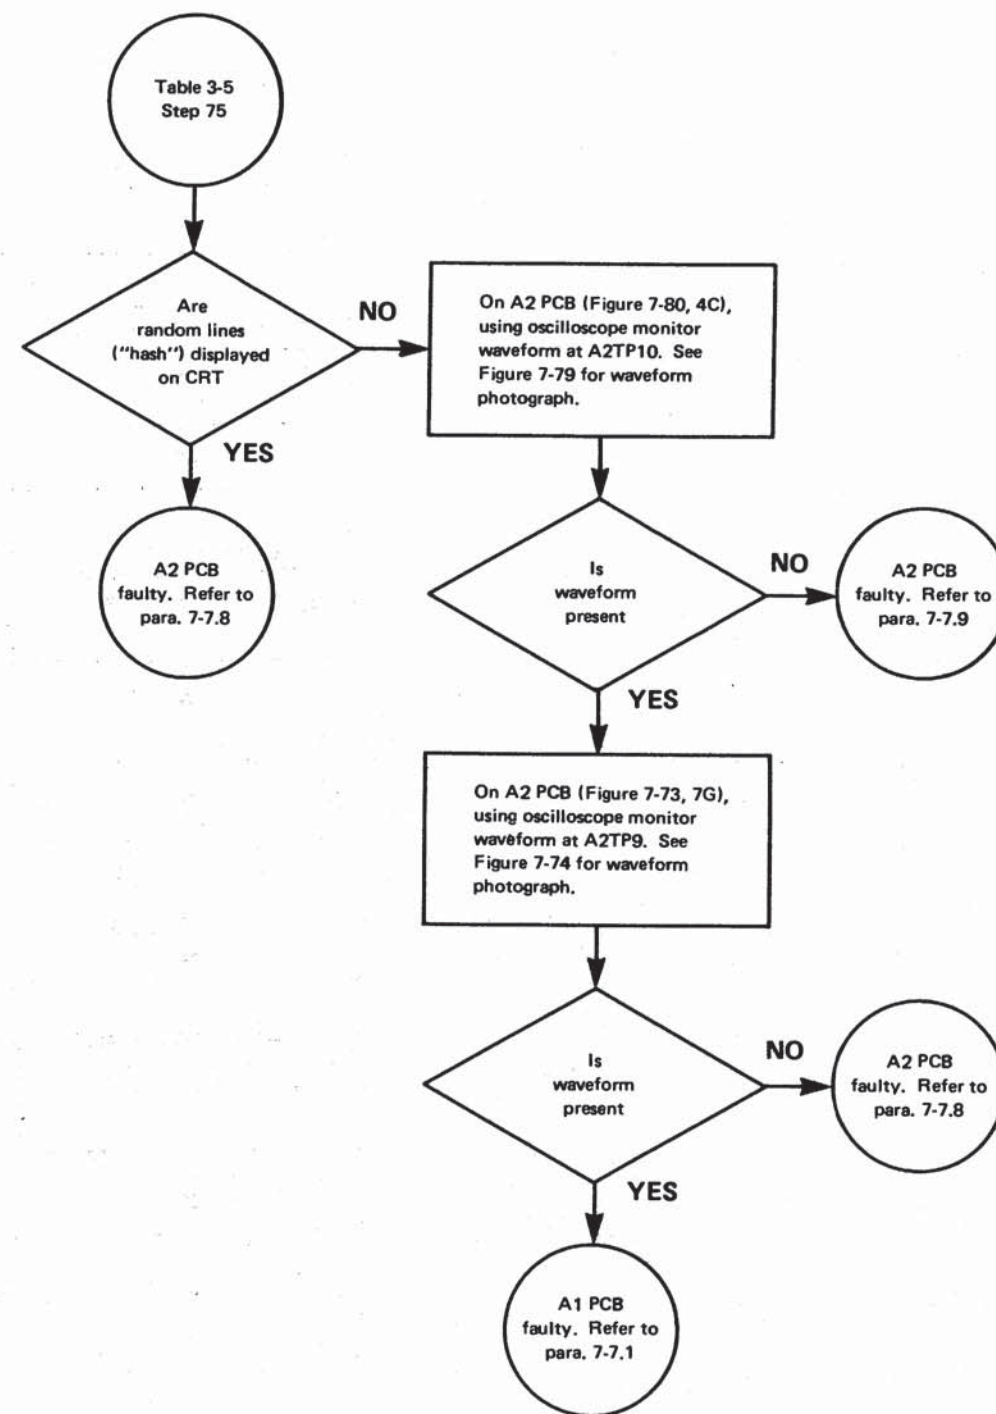 Table 3-5
Step 75
Are
random lines
("hash") displayed
on CRT
NO
On A2 PCB (Figure 7-80, 4C),
using oscilloscope monitor
waveform at A2TP10. See
Figure 7-79 for waveform
photograph.
YES
A2 PCB
faulty. Refer to
para. 7-7.8
Is
waveform
present
NO
A2 PCB
faulty. Refer to
para. 7-7.9
YES
On A2 PCB (Figure 7-73, 7G),
using oscilloscope monitor
waveform at A2TP9. See
Figure 7-74 for waveform
photograph.
Is
waveform
present
NO
A2 PCB
faulty. Refer to
para. 7-7.8
YES
A1 PCB
faulty. Refer to
para. 7-7.1